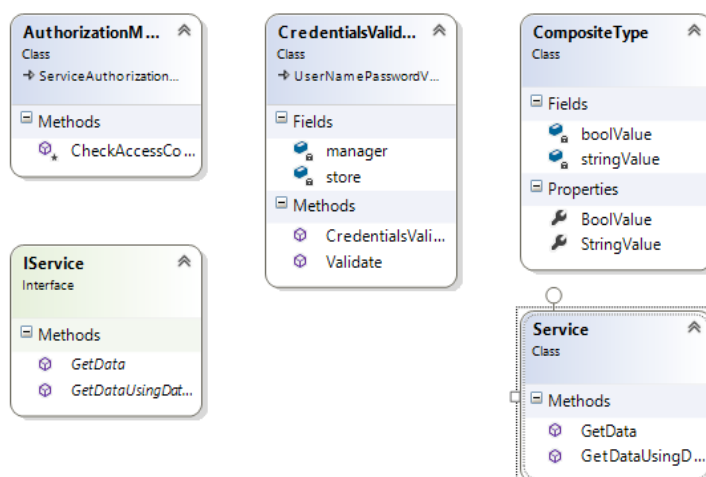 AuthorizationM...
Class
ServiceAuthorization...
Methods
CheckAccessCo...
CredentialsValid...
Class
UserNamePasswordV...
Fields
manager
store
Methods
CredentialsVali...
Validate
CompositeType
Class
Fields
boolValue
stringValue
Properties
BoolValue
StringValue
IService
Interface
Methods
GetData
GetDataUsingDat...
Service
Class
Methods
GetData
GetDataUsingD...